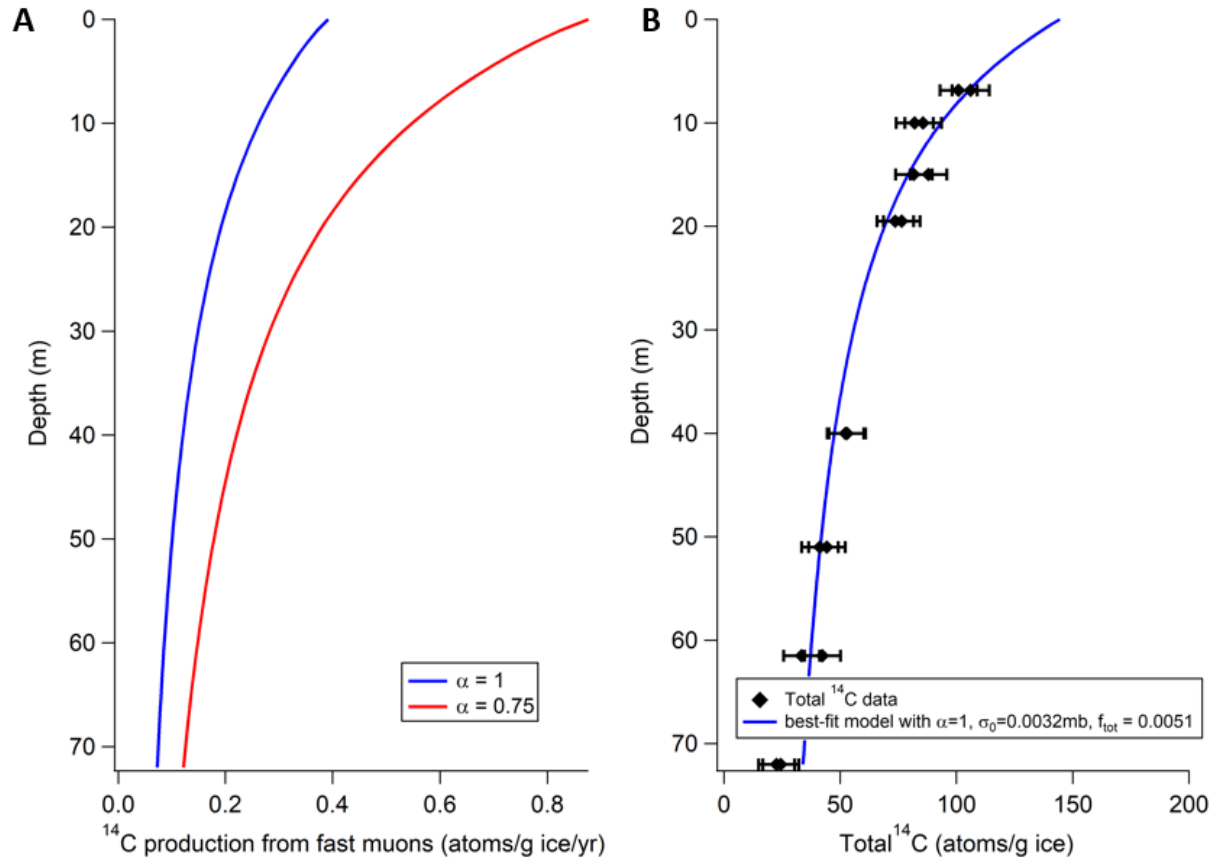 A
0
10
20
30
40
50
60
70
Depth (m)
0.0 0.2 0.4 0.6 0.8
¹⁴C production from fast muons (atoms/g ice/yr)
α = 1
α = 0.75
B
0
10
20
30
40
50
60
70
Depth (m)
0 50 100 150 200
Total ¹⁴C (atoms/g ice)
Total ¹⁴C data
best-fit model with α=1, σ₀=0.0032mb, f_tot = 0.0051